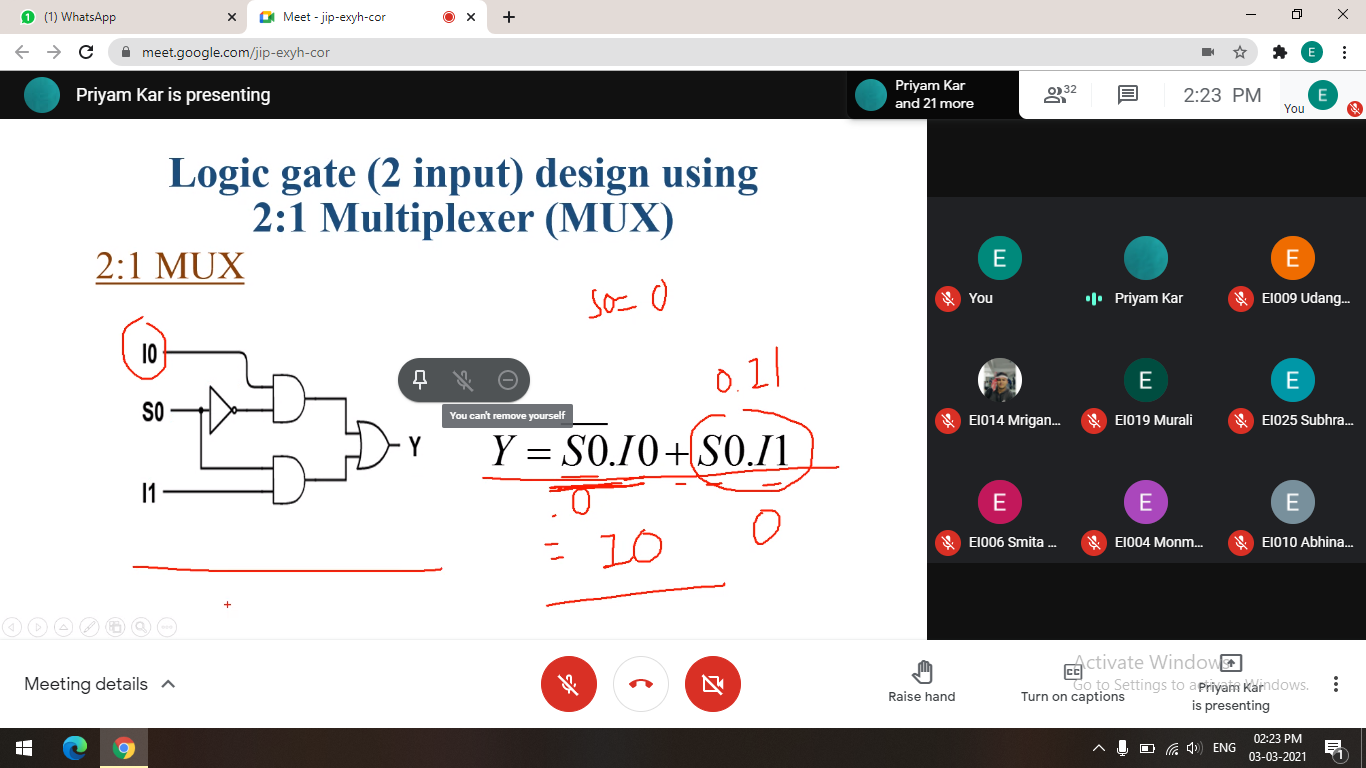 (1) WhatsApp
Meet - jip-exyh-cor
meet.google.com/jip-exyh-cor
E
Priyam Kar is presenting
Priyam Kar
and 21 more
32
2:23 PM
You
E
Logic gate (2 input) design using
2:1 Multiplexer (MUX)
2:1 MUX
S0= 0
I0
S0
I1
Y
You can't remove yourself
0.I1
Y = S̅0̅.I0 + S0.I1
0
0
= I0
E
You
Priyam Kar
E
EI009 Udang...
EI014 Mrigan...
E
EI019 Murali
E
EI025 Subhra...
E
EI006 Smita ...
E
EI004 Monm...
E
EI010 Abhina...
Meeting details
Raise hand
Turn on captions
Priyam Kar
is presenting
Activate Windows
Go to Settings to activate Windows.
ENG
02:23 PM
03-03-2021
1